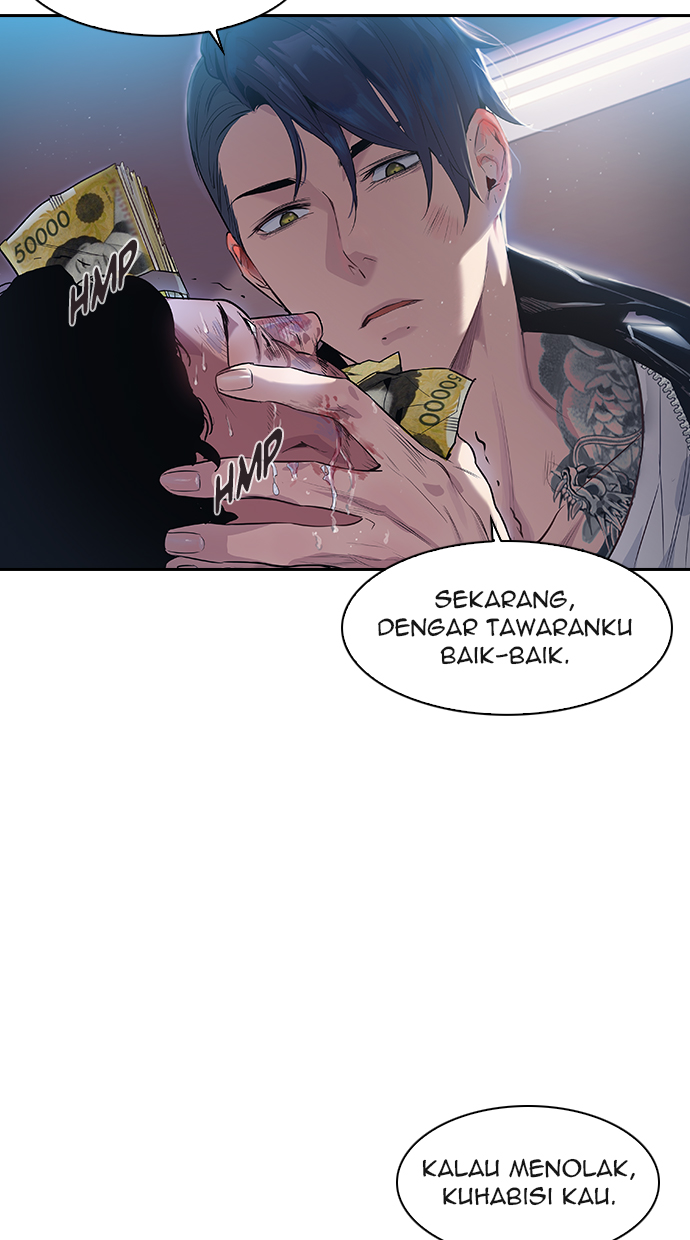 50000
HMP
50000
HMP
SEKARANG,
DENGAR TAWARANKU
BAIK-BAIK.
KALAU MENOLAK,
KUHABISI KAU.